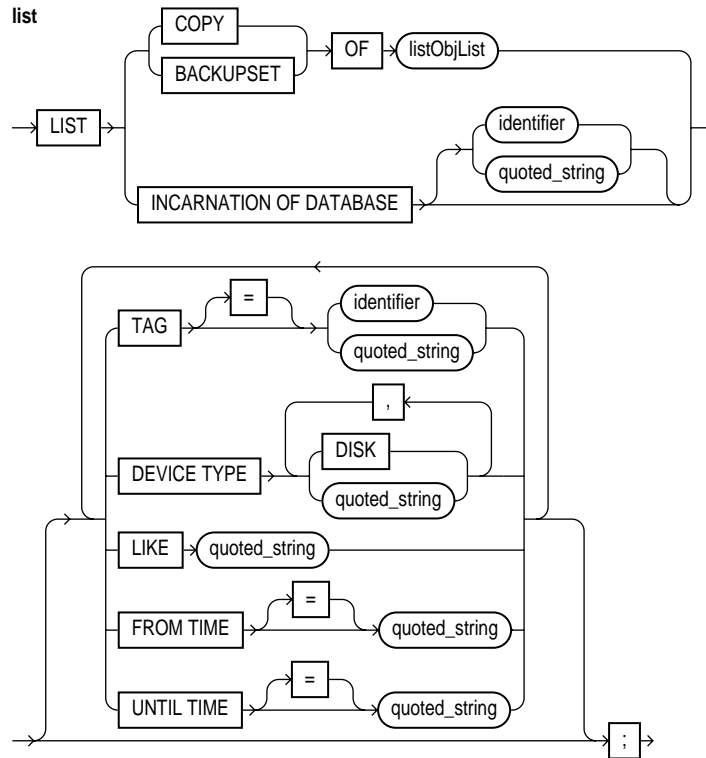 list
COPY
BACKUPSET
OF
listObjList
LIST
identifier
quoted_string
INCARNATION OF DATABASE
TAG
=
identifier
quoted_string
,
DEVICE TYPE
DISK
quoted_string
LIKE
quoted_string
FROM TIME
=
quoted_string
UNTIL TIME
=
quoted_string
;